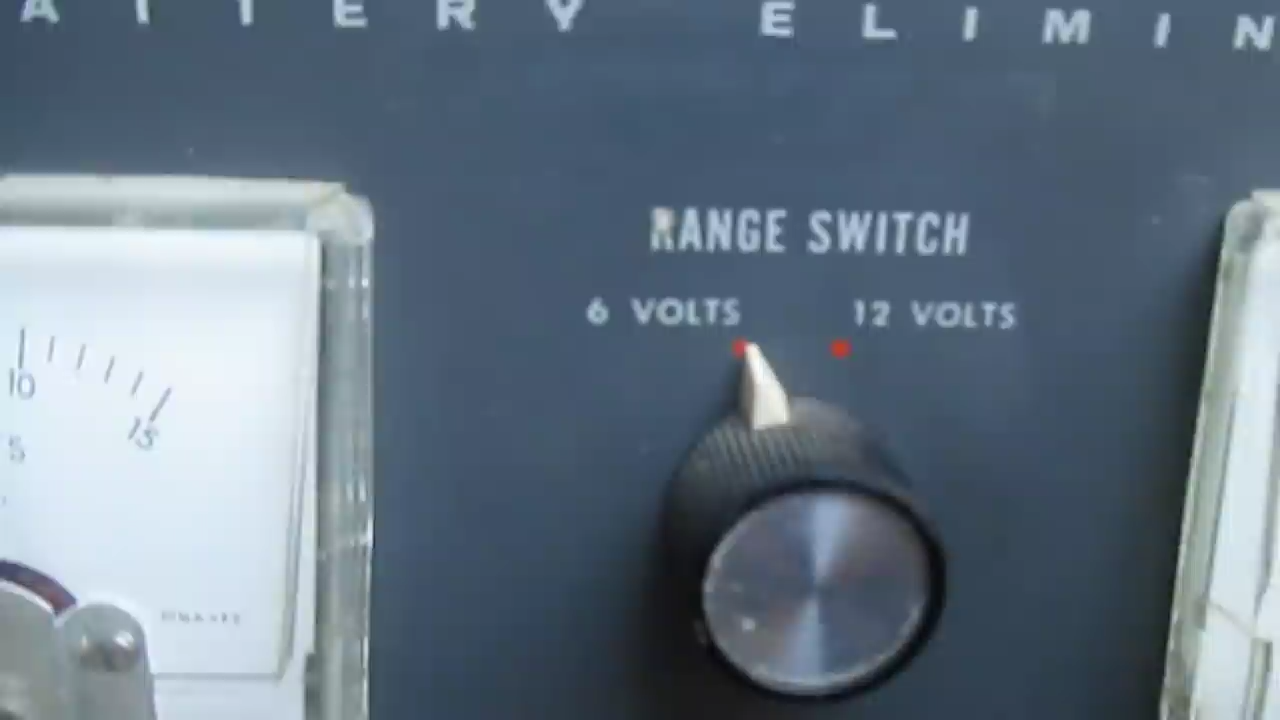 ATTERY ELIMIN
RANGE SWITCH
6 VOLTS 12 VOLTS
10
15
5